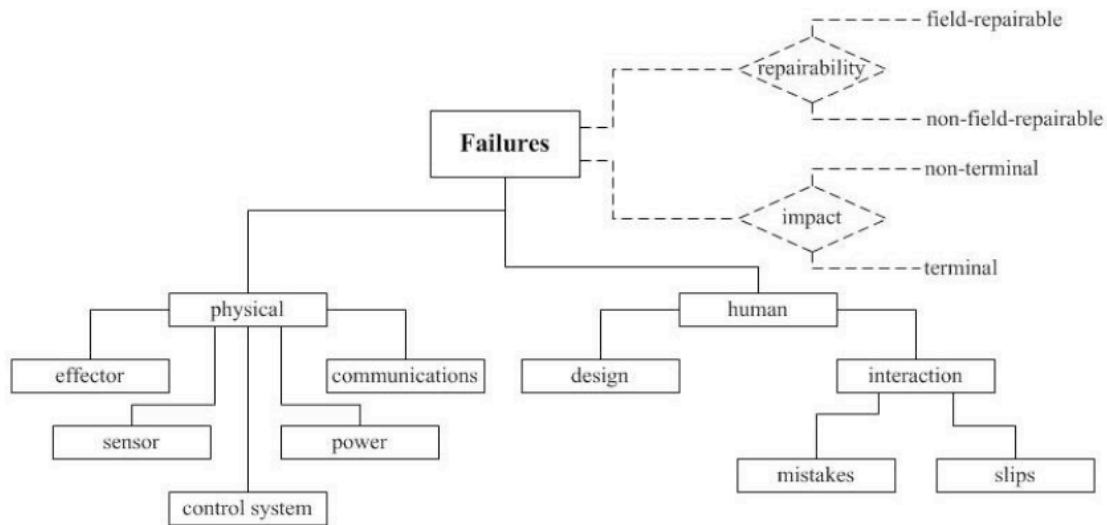 field-repairable
repairability
non-field-repairable
Failures
non-terminal
impact
terminal
physical
human
effector
communications
design
interaction
sensor
power
mistakes
slips
control system